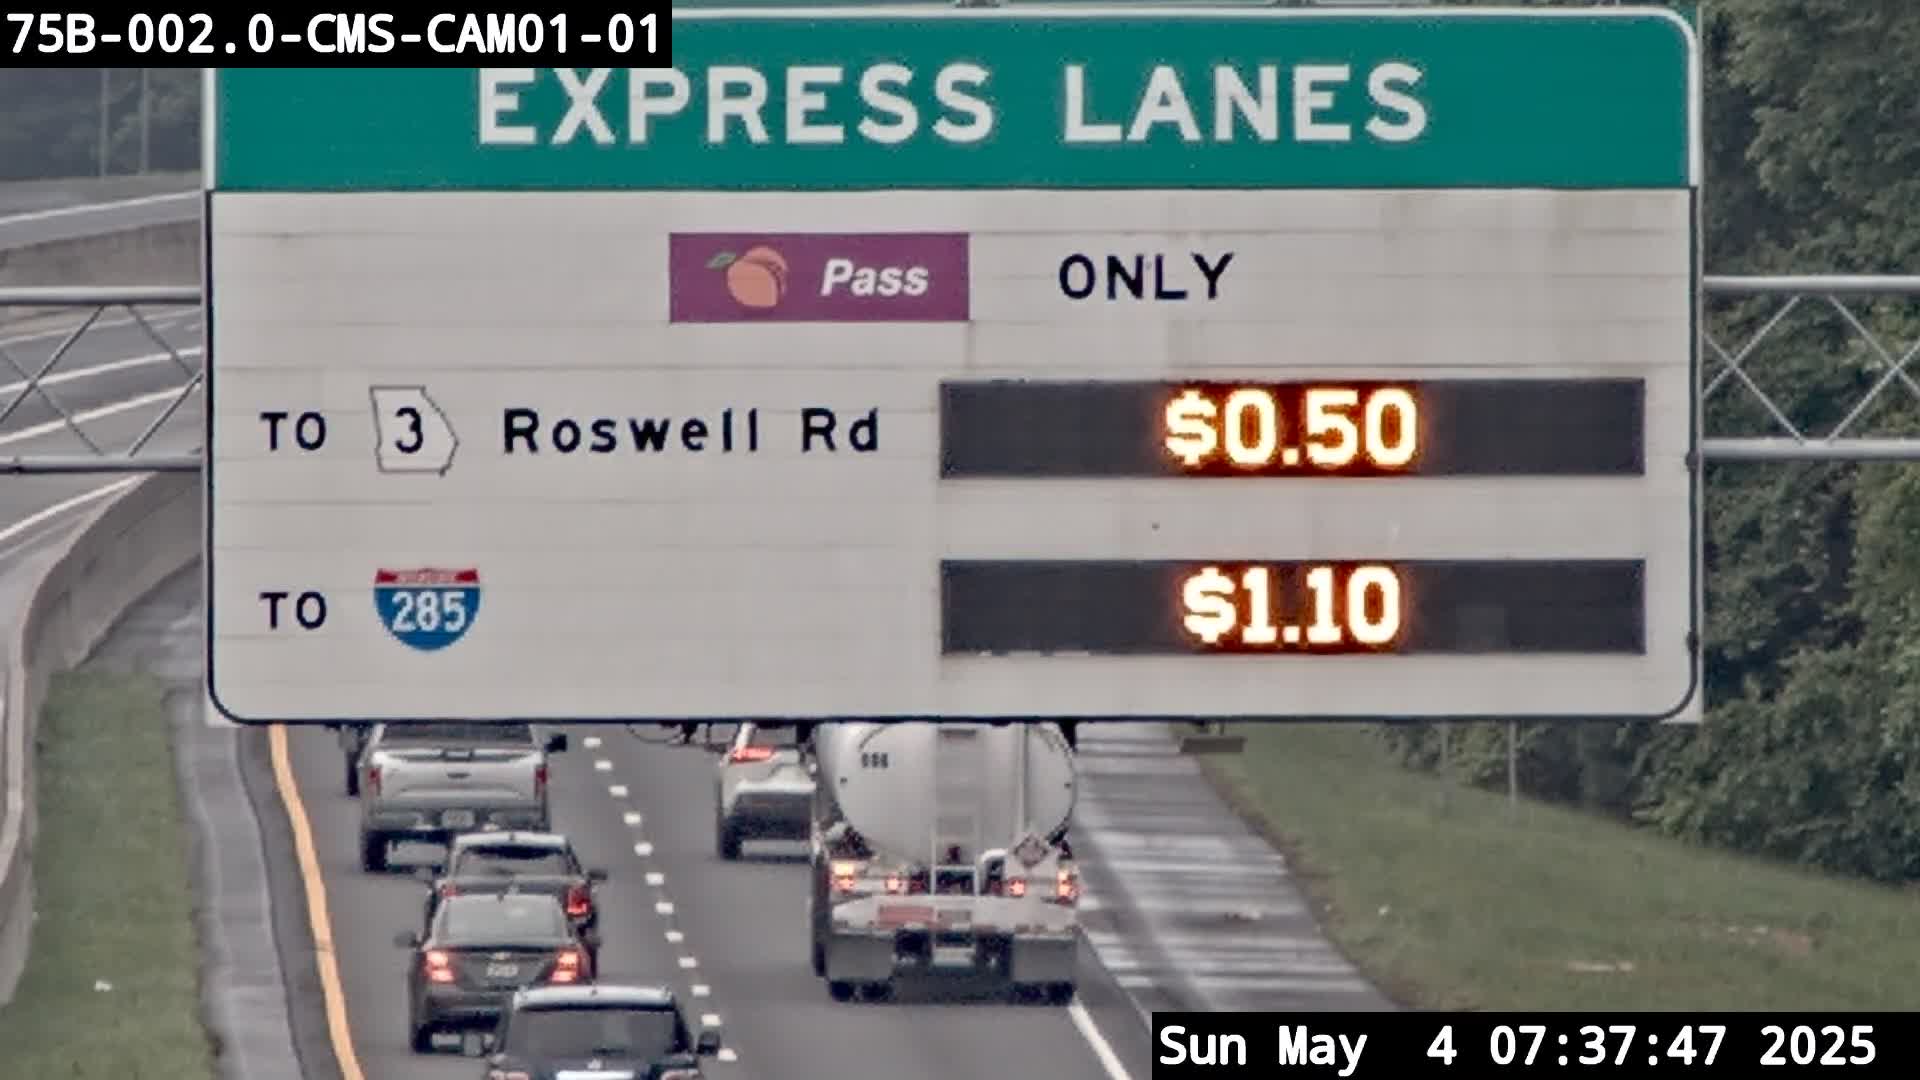 75B-002.0-CMS-CAM01-01
EXPRESS LANES
Pass ONLY
TO 3 Roswell Rd $0.50
TO 285 $1.10
Sun May 4 07:37:47 2025